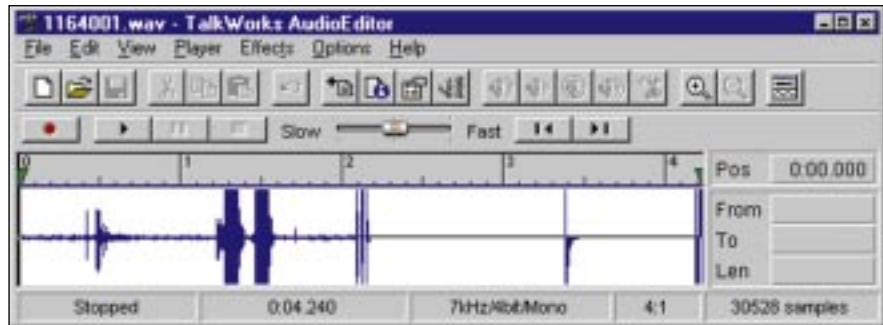 1164001.wav - TalkWorks AudioEditor
File Edit View Player Effects Options Help
Slow Fast
0 1 2 3 4
Pos 0:00.000
From
To
Len
Stopped 0:04.240 7kHz/4bit/Mono 4:1 30528 samples